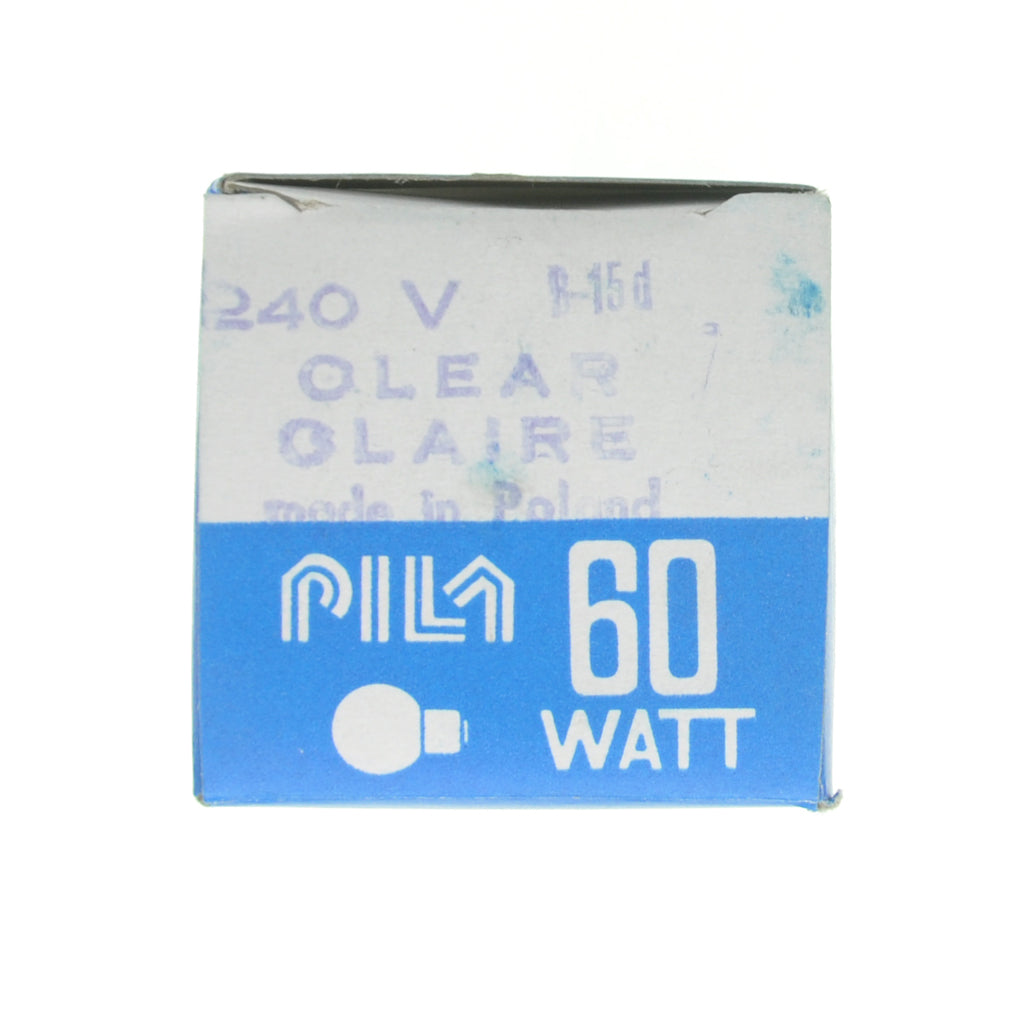 240 V B-15d
CLEAR
CLAIRE
made in Poland
PILA 60
WATT